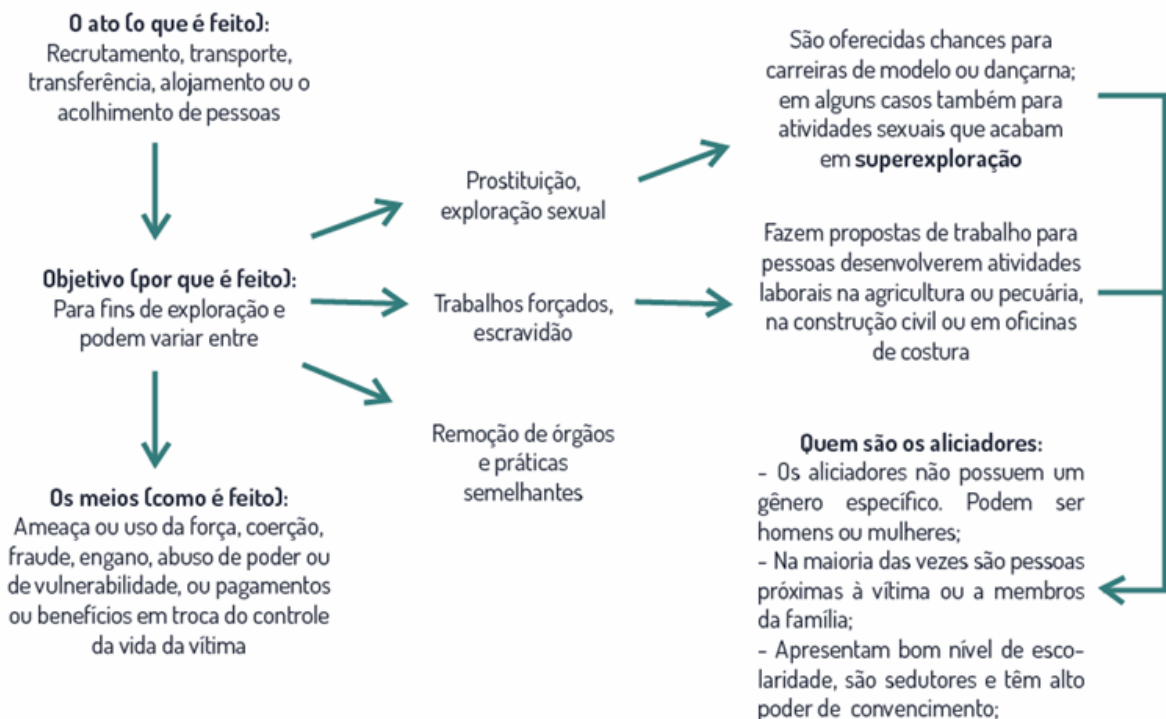 O ato (o que é feito):
Recrutamento, transporte,
transferência, alojamento ou o
acolhimento de pessoas
Objetivo (por que é feito):
Para fins de exploração e
podem variar entre
Os meios (como é feito):
Ameaça ou uso da força, coerção,
fraude, engano, abuso de poder ou
de vulnerabilidade, ou pagamentos
ou benefícios em troca do controle
da vida da vítima
Prostituição,
exploração sexual
Trabalhos forçados,
escravidão
Remoção de órgãos
e práticas
semelhantes
São oferecidas chances para
carreiras de modelo ou dançarna;
em alguns casos também para
atividades sexuais que acabam
em superexploração
Fazem propostas de trabalho para
pessoas desenvolverem atividades
laborais na agricultura ou pecuária,
na construção civil ou em oficinas
de costura
Quem são os aliciadores:
- Os aliciadores não possuem um
gênero específico. Podem ser
homens ou mulheres;
- Na maioria das vezes são pessoas
próximas à vítima ou a membros
da família;
- Apresentam bom nível de esco-
laridade, são sedutores e têm alto
poder de convencimento;